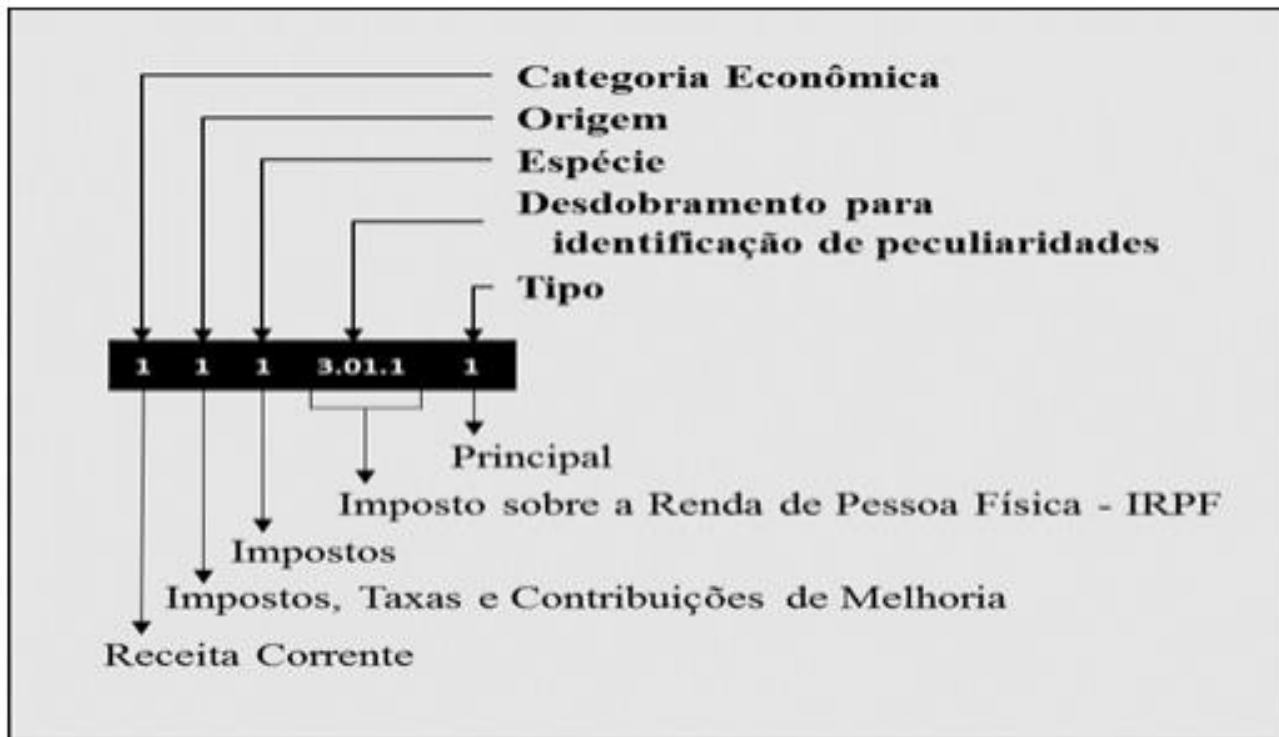 Categoria Econômica
Origem
Espécie
Desdobramento para
identificação de peculiaridades
Tipo
1 1 1 3.01.1 1
Principal
Imposto sobre a Renda de Pessoa Física - IRPF
Impostos
Impostos, Taxas e Contribuições de Melhoria
Receita Corrente